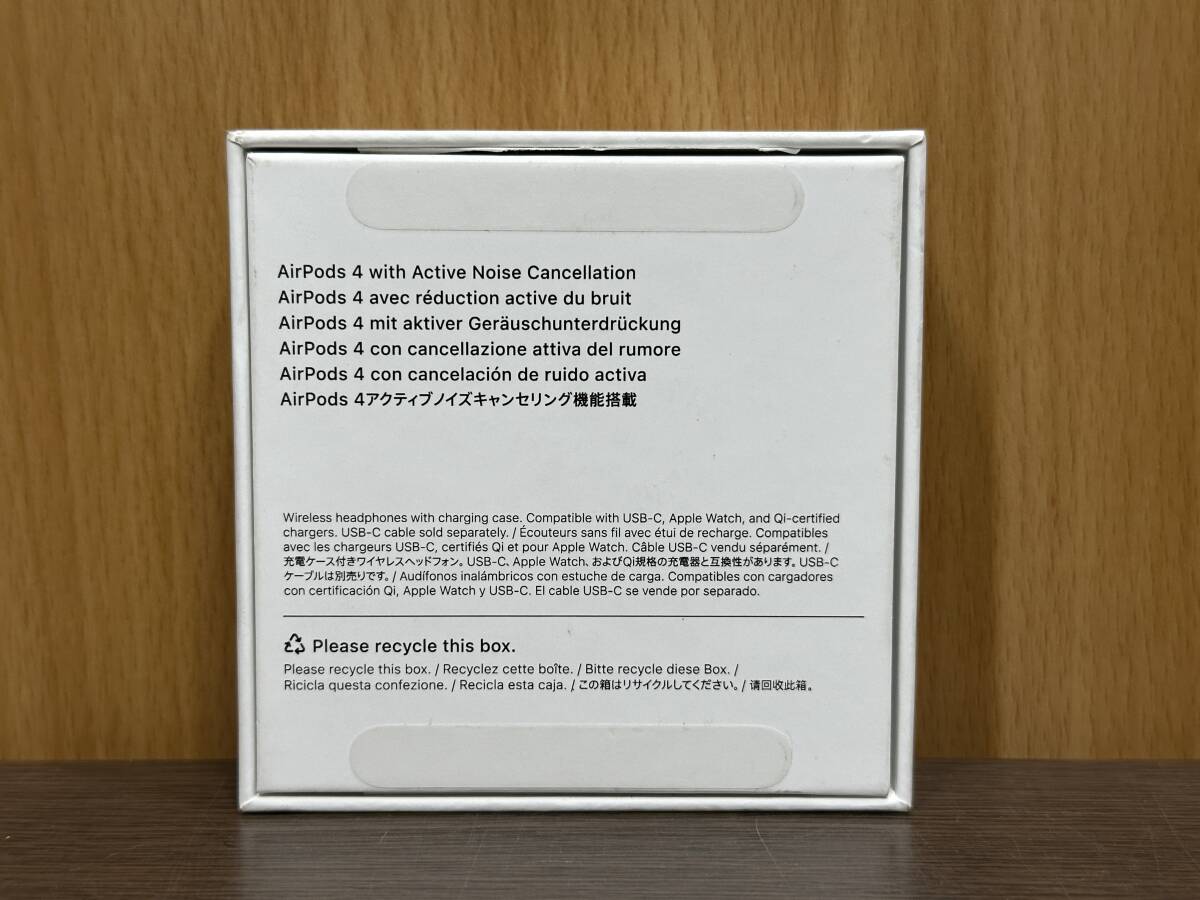 AirPods 4 with Active Noise Cancellation
AirPods 4 avec réduction active du bruit
AirPods 4 mit aktiver Geräuschunterdrückung
AirPods 4 con cancellazione attiva del rumore
AirPods 4 con cancelación de ruido activa
AirPods 4アクティブノイズキャンセリング機能搭載
Wireless headphones with charging case. Compatible with USB-C, Apple Watch, and Qi-certified
chargers. USB-C cable sold separately. / Écouteurs sans fil avec étui de recharge. Compatibles
avec les chargeurs USB-C, certifiés Qi et pour Apple Watch. Câble USB-C vendu séparément. /
充電ケース付きワイヤレスヘッドフォン。USB-C、Apple Watch、およびQi規格の充電器と互換性があります。USB-C
ケーブルは別売りです。/ Audífonos inalámbricos con estuche de carga. Compatibles con cargadores
con certificación Qi, Apple Watch y USB-C. El cable USB-C se vende por separado.
Please recycle this box.
Please recycle this box. / Recyclez cette boîte. / Bitte recycle diese Box. /
Ricicla questa confezione. / Recicla esta caja. / この箱はリサイクルしてください。/ 请回收此箱。